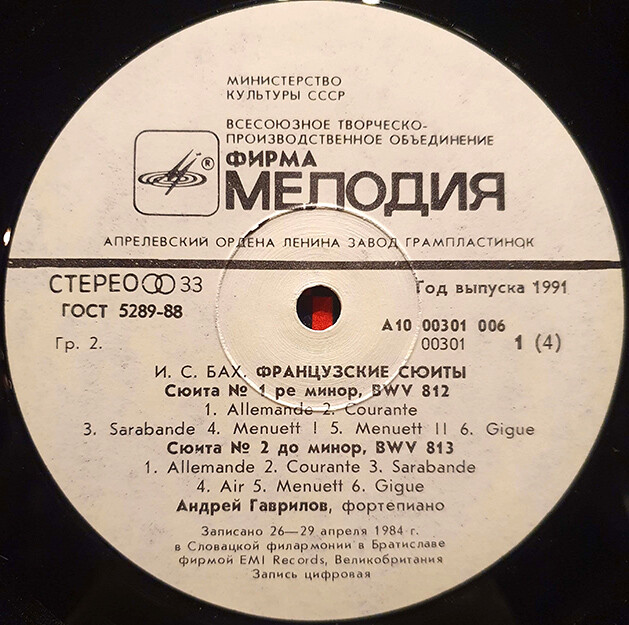 МИНИСТЕРСТВО
КУЛЬТУРЫ СССР
ВСЕСОЮЗНОЕ ТВОРЧЕСКО-
ПРОИЗВОДСТВЕННОЕ ОБЪЕДИНЕНИЕ
®
ФИРМА
МЕЛОДИЯ
АПРЕЛЕВСКИЙ ОРДЕНА ЛЕНИНА ЗАВОД ГРАМПЛАСТИНОК
СТЕРЕО 33 Год выпуска 1991
ГОСТ 5289-88 А10 00301 006
Гр. 2. 00301 1 (4)
И. С. БАХ. ФРАНЦУЗСКИЕ СЮИТЫ
Сюита № 1 ре минор, BWV 812
1. Allemande 2. Courante
3. Sarabande 4. Menuett I 5. Menuett II 6. Gigue
Сюита № 2 до минор, BWV 813
1. Allemande 2. Courante 3. Sarabande
4. Air 5. Menuett 6. Gigue
Андрей Гаврилов, фортепиано
Записано 26—29 апреля 1984 г.
в Словацкой филармонии в Братиславе
фирмой EMI Records, Великобритания
Запись цифровая